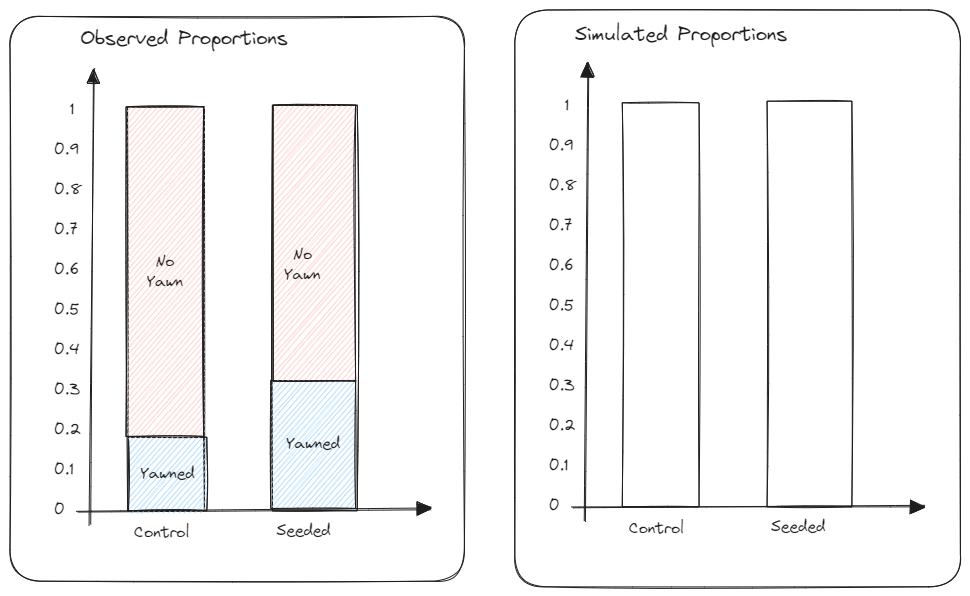 Observed Proportions
1
0.9
0.8
0.7
0.6
0.5
0.4
0.3
0.2
0.1
0
No
Yawn
Yawned
No
Yawn
Yawned
Control
Seeded
Simulated Proportions
1
0.9
0.8
0.7
0.6
0.5
0.4
0.3
0.2
0.1
0
Control
Seeded